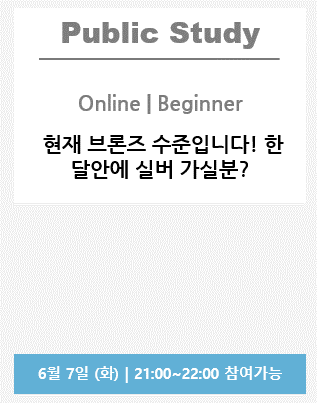 Public Study
Online | Beginner
현재 브론즈 수준입니다! 한
달안에 실버 가실분?
6월 7일 (화) | 21:00~22:00 참여가능